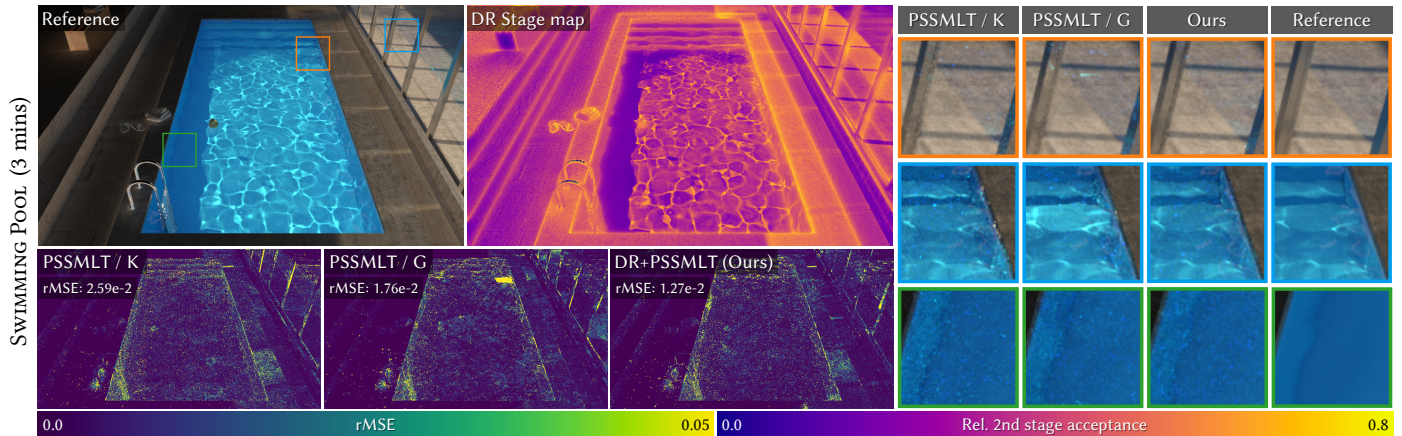 SWIMMING POOL (3 mins)
Reference
DR Stage map
PSSMLT / K
rMSE: 2.59e-2
PSSMLT / G
rMSE: 1.76e-2
DR+PSSMLT (Ours)
rMSE: 1.27e-2
0.0 rMSE 0.05
0.0 Rel. 2nd stage acceptance 0.8
PSSMLT / K PSSMLT / G Ours Reference